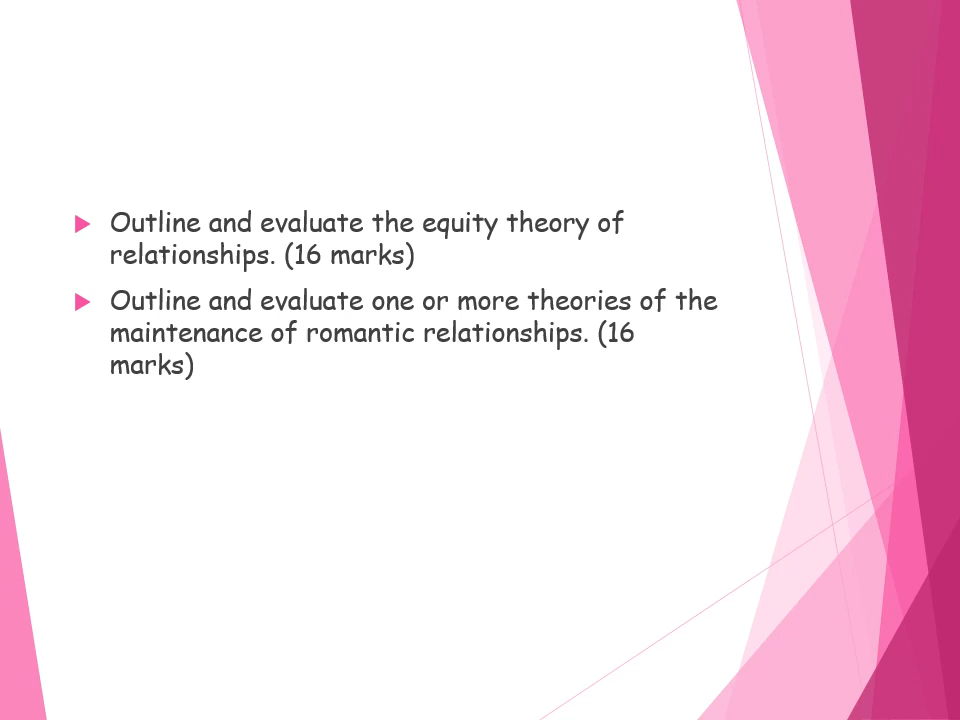 Outline and evaluate the equity theory of
relationships. (16 marks)
Outline and evaluate one or more theories of the
maintenance of romantic relationships. (16
marks)